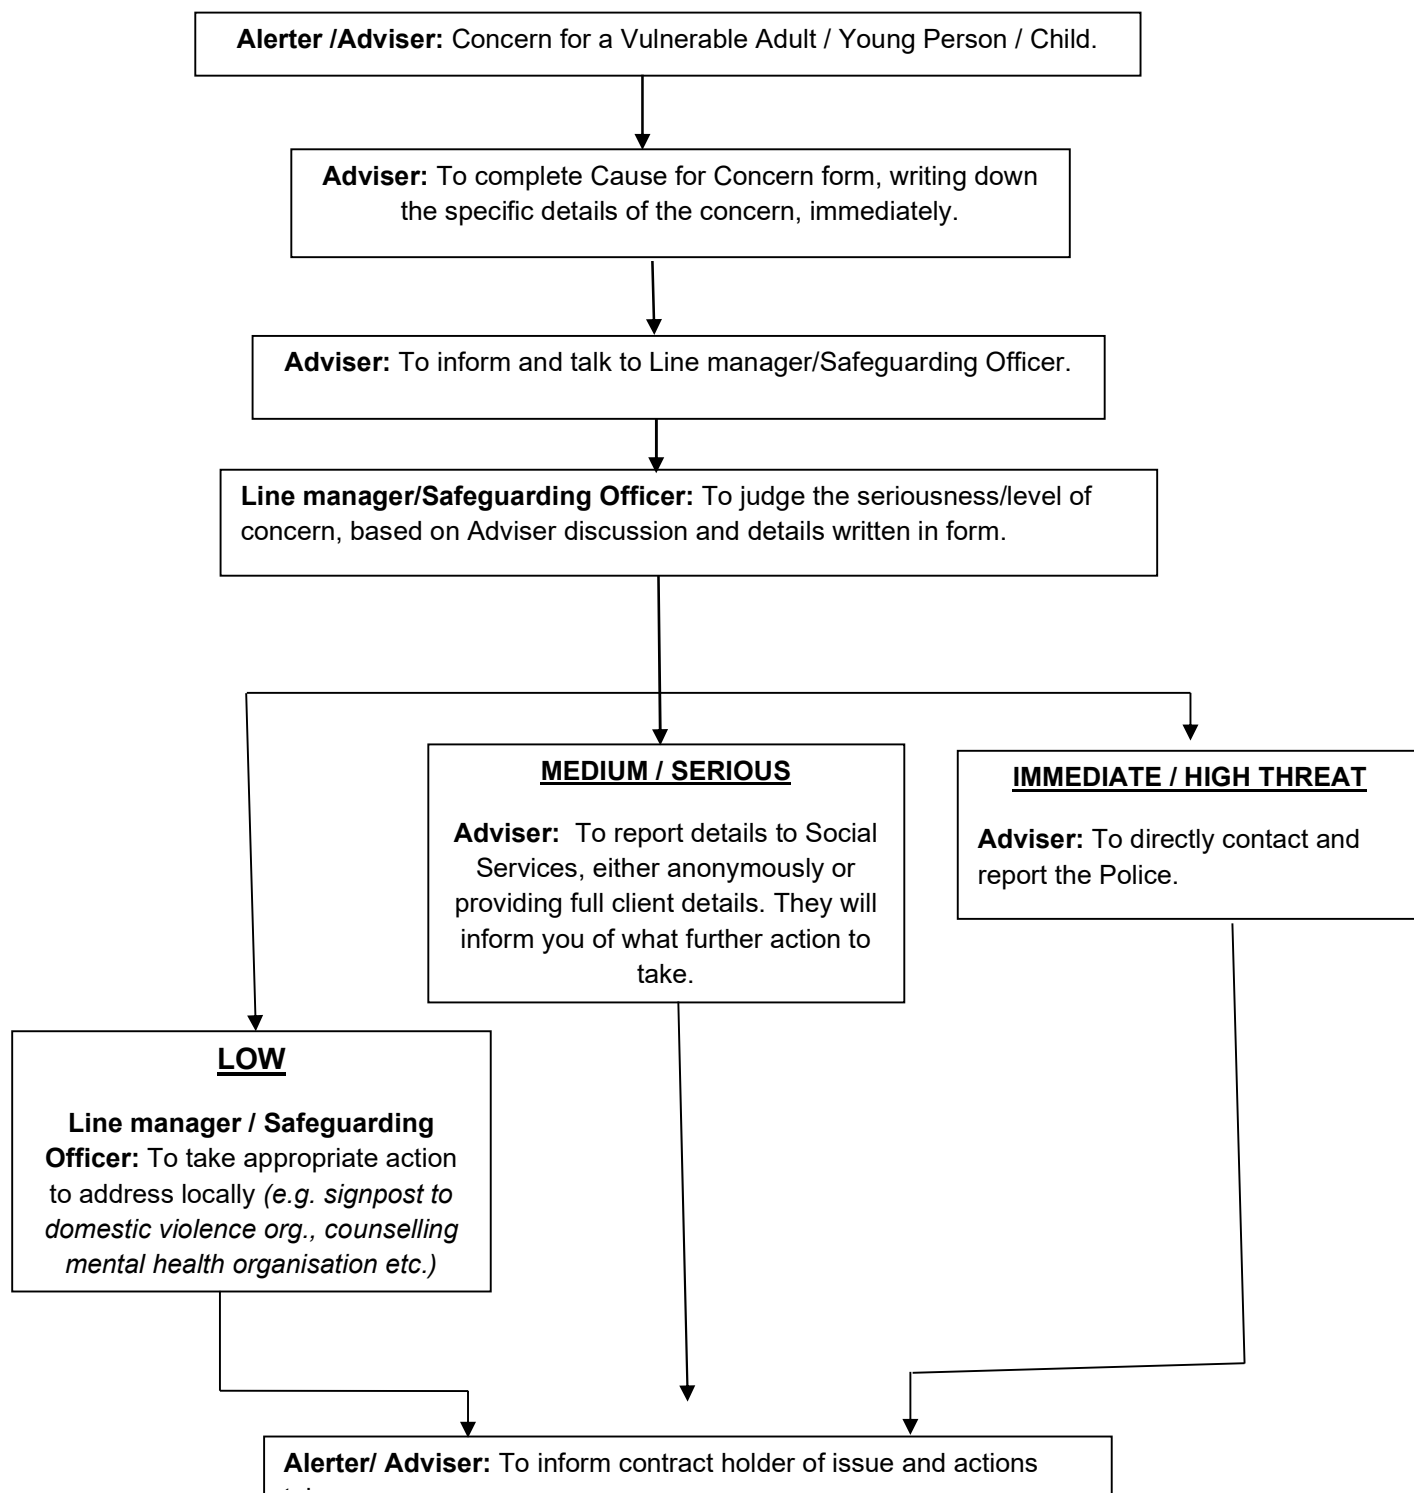 Alerter /Adviser: Concern for a Vulnerable Adult / Young Person / Child.
Adviser: To complete Cause for Concern form, writing down
the specific details of the concern, immediately.
Adviser: To inform and talk to Line manager/Safeguarding Officer.
Line manager/Safeguarding Officer: To judge the seriousness/level of
concern, based on Adviser discussion and details written in form.
MEDIUM / SERIOUS
Adviser: To report details to Social
Services, either anonymously or
providing full client details. They will
inform you of what further action to
take.
IMMEDIATE / HIGH THREAT
Adviser: To directly contact and
report the Police.
LOW
Line manager / Safeguarding
Officer: To take appropriate action
to address locally (e.g. signpost to
domestic violence org., counselling
mental health organisation etc.)
Alerter/ Adviser: To inform contract holder of issue and actions